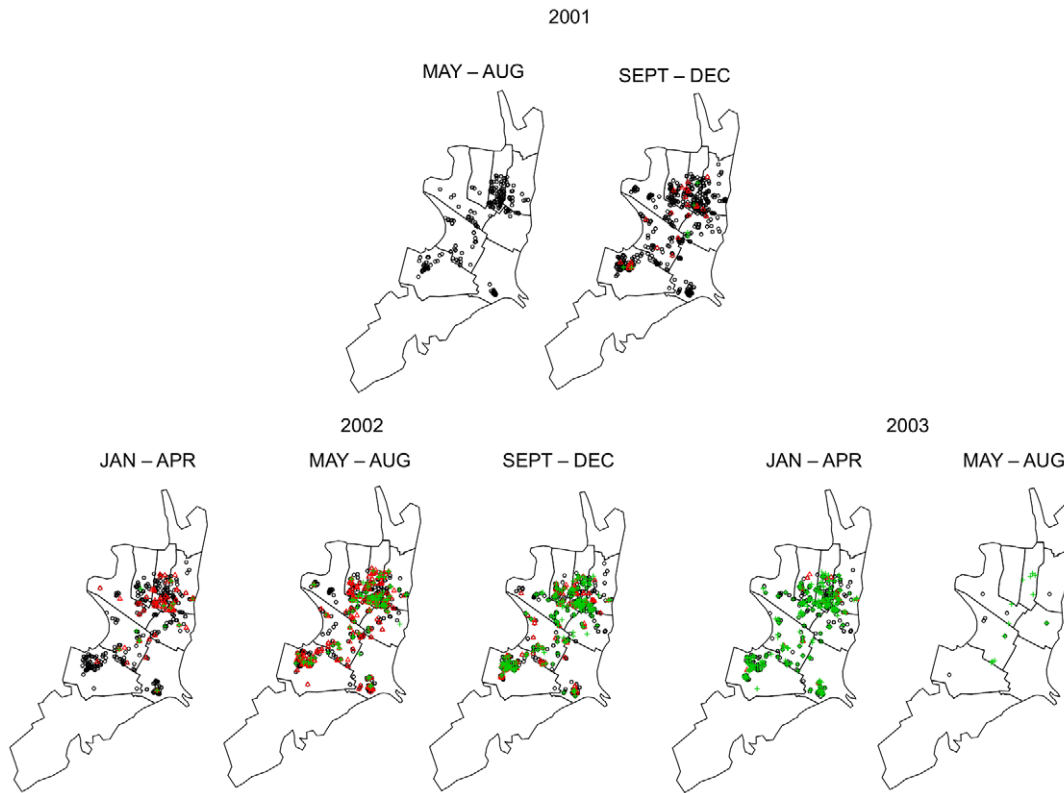 2001
MAY – AUG
SEPT – DEC
2002
2003
JAN – APR
MAY – AUG
SEPT – DEC
JAN – APR
MAY – AUG